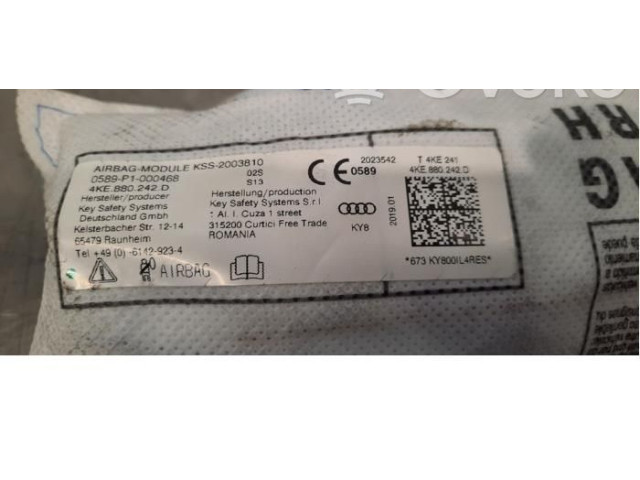 AIRBAG-MODULE KSS-2003810
0589-P1-000468 02S
4KE.880.242.D S13
Hersteller/producer
Key Safety Systems
Deutschland GmbH
Kelsterbacher Str. 12-14
65479 Raunheim
Tel +49 (0)-6142-923-4
AIRBAG
Herstellung/production
Key Safety Systems S.r.l
1 Al. I. Cuza 1 street
315200 Curtici Free Trade
ROMANIA
CE 0589
2023542
KY8
2019.01
T 4KE 241
4KE.880.242.D
*673 KY800IL4RES*
RH